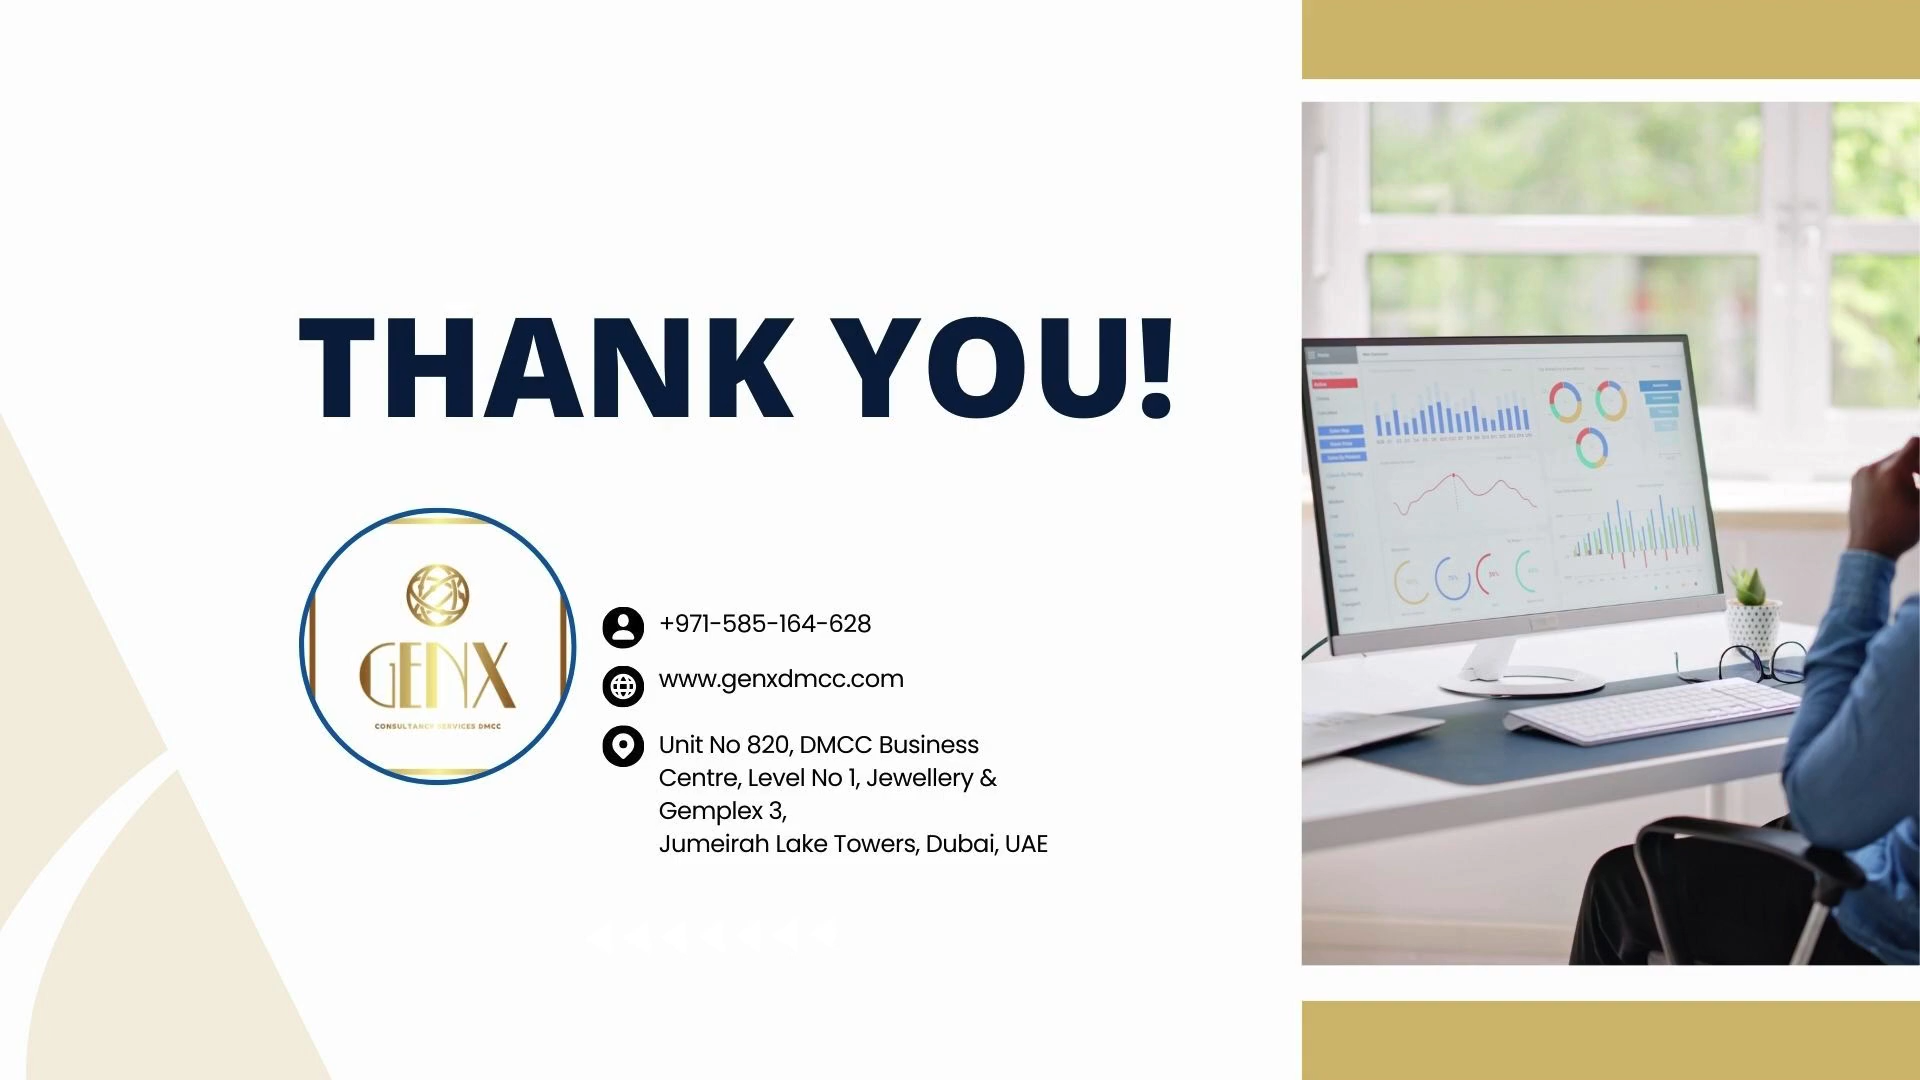 THANK YOU!
GENX
CONSULTANCY SERVICES DMCC
+971-585-164-628
www.genxdmcc.com
Unit No 820, DMCC Business
Centre, Level No 1, Jewellery &
Gemplex 3,
Jumeirah Lake Towers, Dubai, UAE